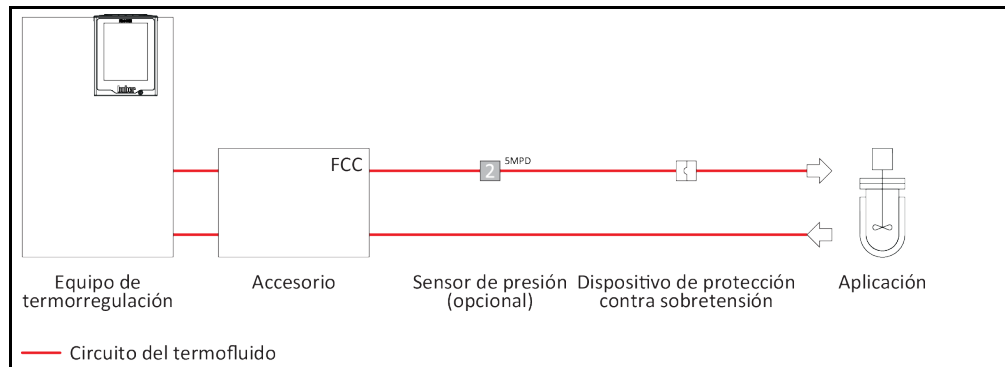 huber
FCC
2
5MPD
Equipo de
termorregulación
Accesorio
Sensor de presión
(opcional)
Dispositivo de protección
contra sobretensión
Aplicación
Circuito del termofluido